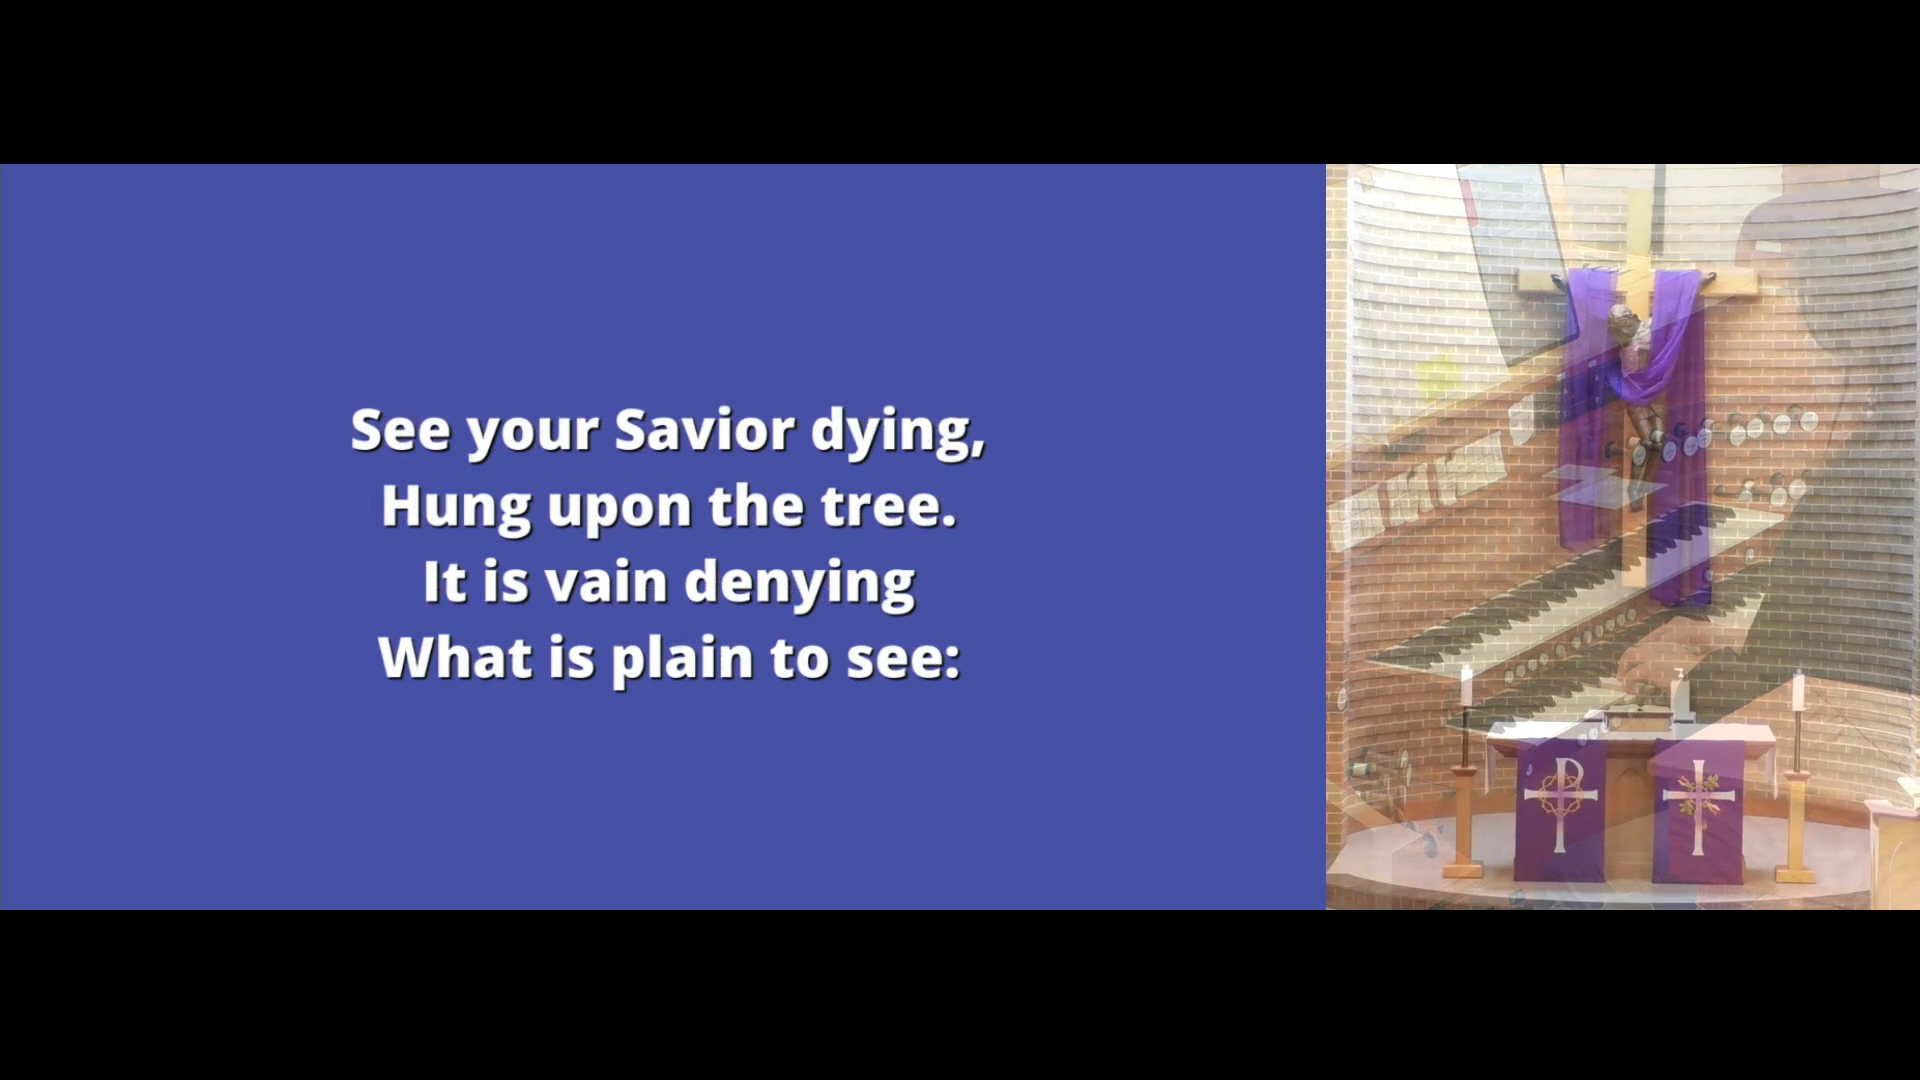 See your Savior dying,
Hung upon the tree.
It is vain denying
What is plain to see: